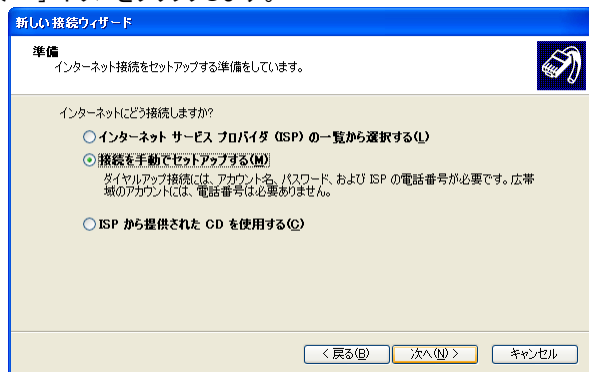 新しい接続ウィザード
準備
インターネット接続をセットアップする準備をしています。
インターネットにどう接続しますか?
インターネット サービス プロバイダ (ISP) の一覧から選択する(L)
接続を手動でセットアップする(M)
ダイヤルアップ接続には、アカウント名、パスワード、および ISP の電話番号が必要です。広帯
域のアカウントには、電話番号は必要ありません。
ISP から提供された CD を使用する(C)
< 戻る(B)
次へ(N) >
キャンセル